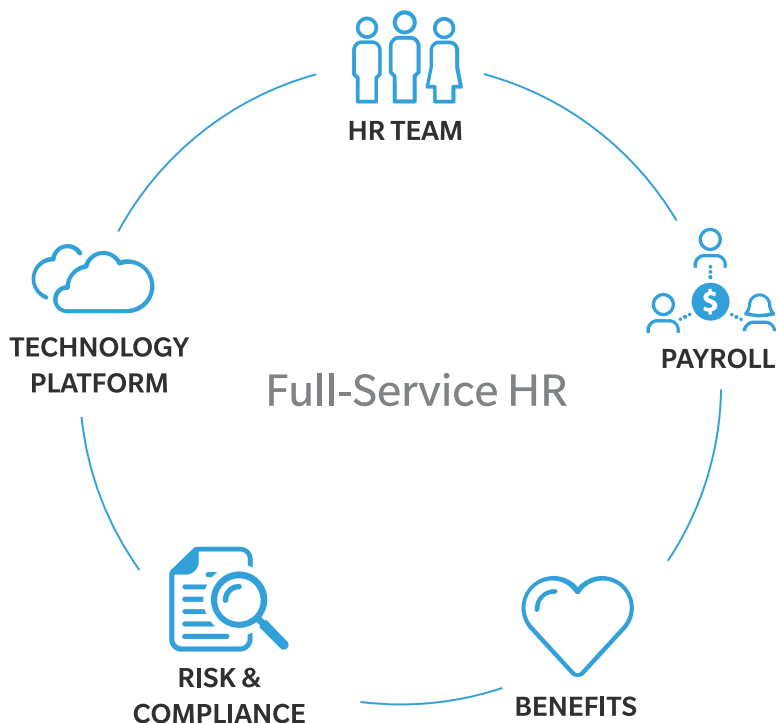 HR TEAM
PAYROLL
TECHNOLOGY
PLATFORM
Full-Service HR
$
RISK &
COMPLIANCE
BENEFITS